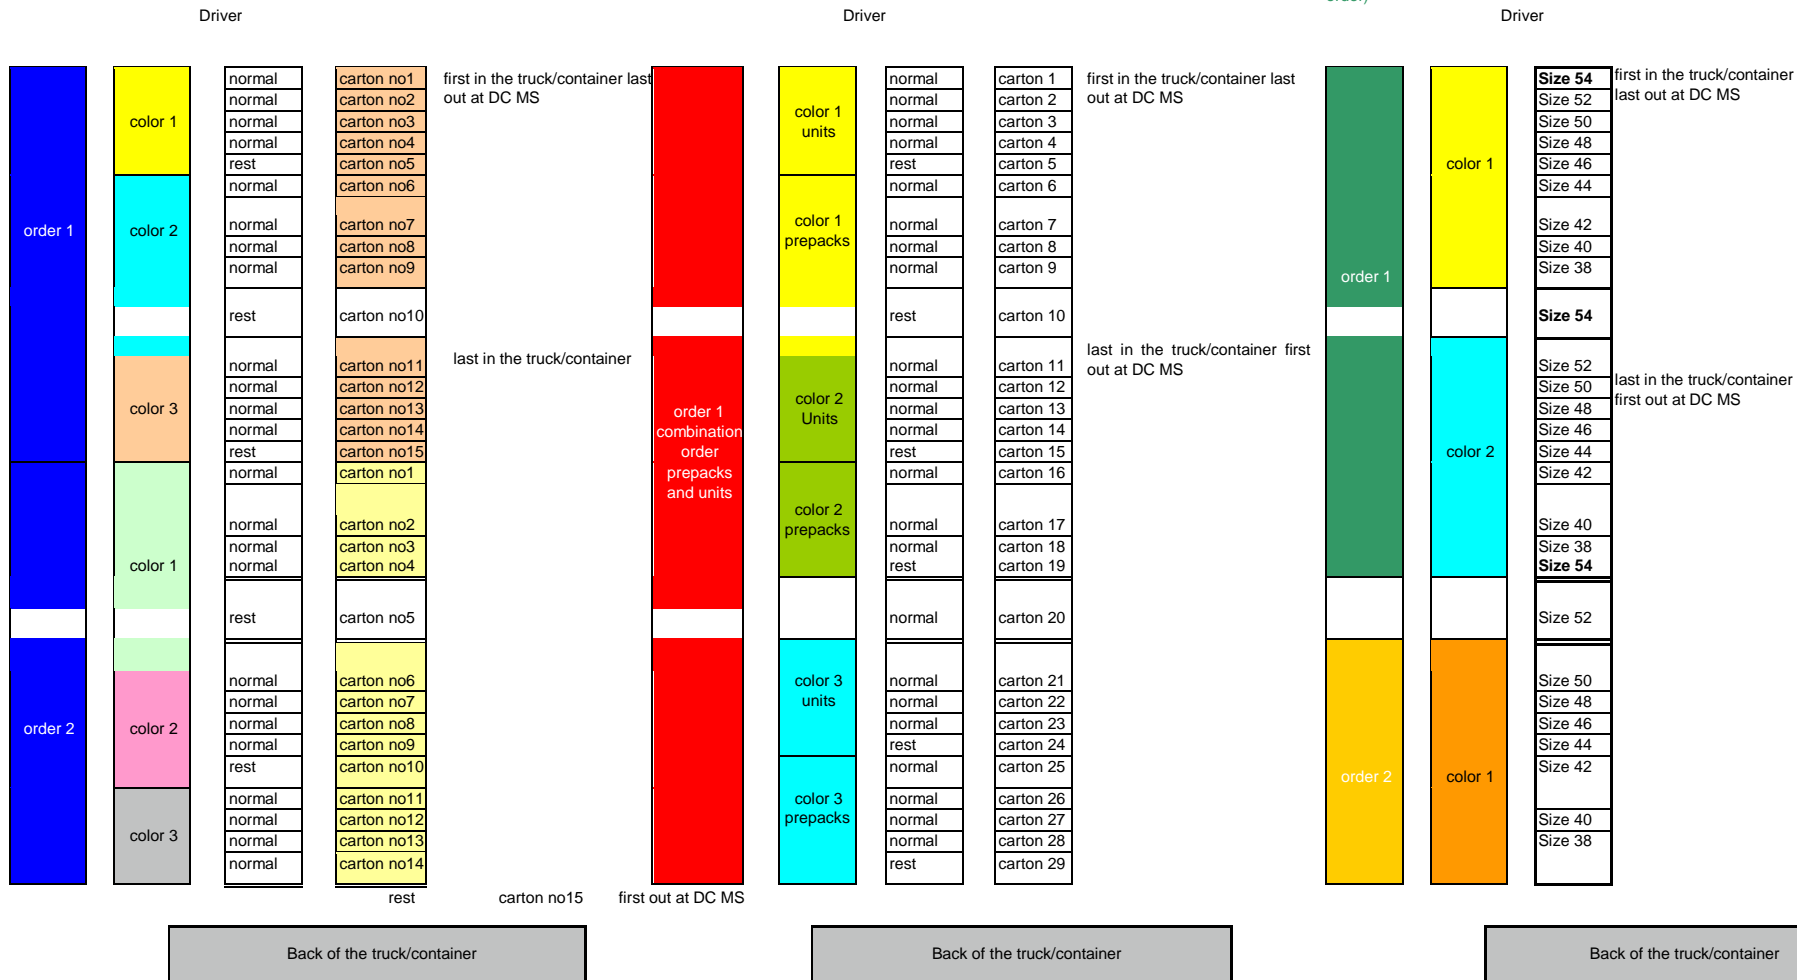 order)
Driver
Driver
Driver
normal carton no1 first in the truck/container last
normal carton no2 out at DC MS
normal carton no3
color 1
normal carton no4
rest carton no5
normal carton no6
normal carton no7
order 1 color 2
normal carton no8
normal carton no9
rest carton no10
last in the truck/container
normal carton no11
normal carton no12
color 3
normal carton no13
normal carton no14
rest carton no15
normal carton no1
normal carton no2
normal carton no3
color 1
normal carton no4
rest carton no5
normal carton no6
normal carton no7
order 2 color 2
normal carton no8
normal carton no9
rest carton no10
normal carton no11
normal carton no12
color 3
normal carton no13
normal carton no14
rest carton no15 first out at DC MS
Back of the truck/container
order 1
combination
order
prepacks
and units
color 1
units
color 1
prepacks
color 2
Units
color 2
prepacks
color 3
units
color 3
prepacks
normal carton 1 first in the truck/container last
normal carton 2 out at DC MS
normal carton 3
normal carton 4
rest carton 5
normal carton 6
normal carton 7
normal carton 8
normal carton 9
rest carton 10
last in the truck/container first
out at DC MS
normal carton 11
normal carton 12
normal carton 13
normal carton 14
rest carton 15
normal carton 16
normal carton 17
normal carton 18
rest carton 19
normal carton 20
normal carton 21
normal carton 22
normal carton 23
rest carton 24
normal carton 25
normal carton 26
normal carton 27
normal carton 28
rest carton 29
Back of the truck/container
order 1
order 2
color 1
color 2
color 1
Size 54 first in the truck/container
Size 52 last out at DC MS
Size 50
Size 48
Size 46
Size 44
Size 42
Size 40
Size 38
Size 54
Size 52
Size 50 last in the truck/container
Size 48 first out at DC MS
Size 46
Size 44
Size 42
Size 40
Size 38
Size 54
Size 52
Size 50
Size 48
Size 46
Size 44
Size 42
Size 40
Size 38
Back of the truck/container